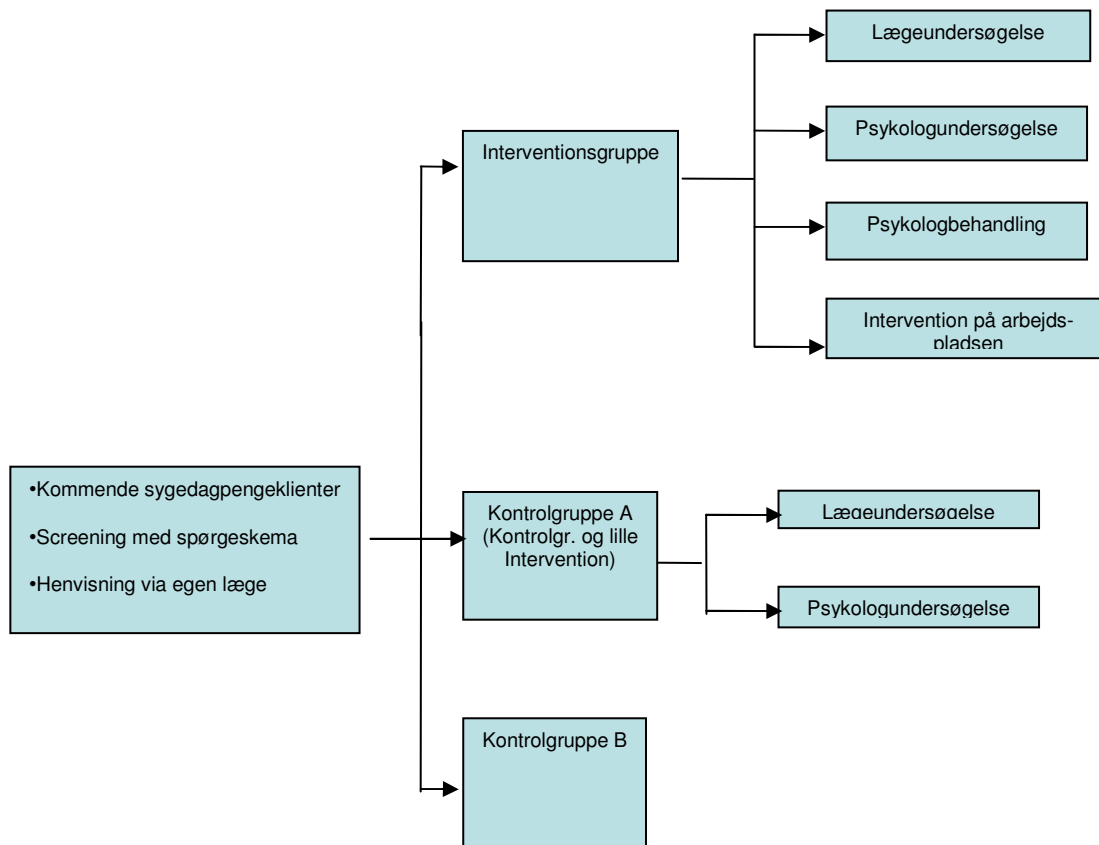 Lægeundersøgelse
Psykologundersøgelse
Interventionsgruppe
Psykologbehandling
Intervention på arbejds-
pladsen
•Kommende sygedagpengeklienter
•Screening med spørgeskema
•Henvisning via egen læge
Kontrolgruppe A
(Kontrolgr. og lille
Intervention)
Lægeundersøgelse
Psykologundersøgelse
Kontrolgruppe B